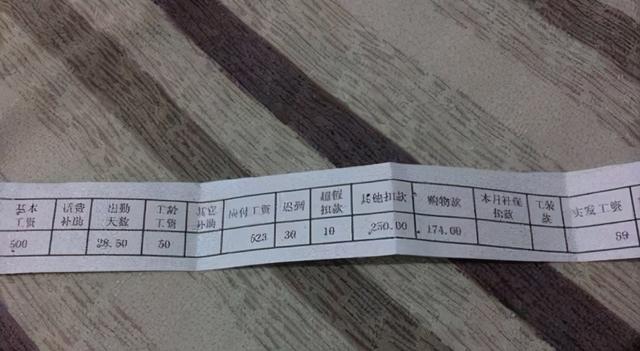 基本工资 话费补助 出勤天数 工龄工资 其它补助 应付工资 迟到 超假扣款 其他扣款 购物款 本月社保扣款 工装款 实发工资
500 28.50 50 523 30 10 250.00 174.00 59